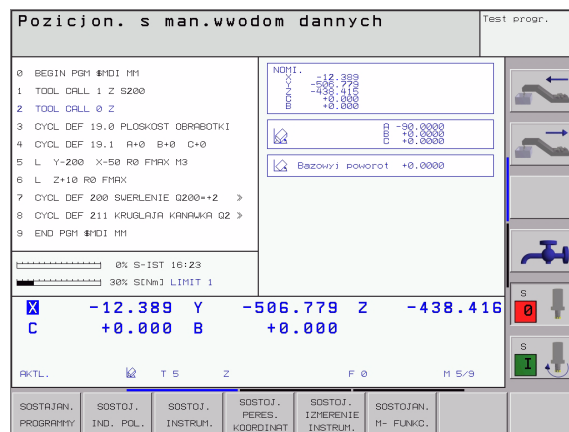 Pozicjon. s man.wwodom dannych
Test progr.
0 BEGIN PGM $MDI MM
1 TOOL CALL 1 Z S200
2 TOOL CALL 0 Z
3 CYCL DEF 19.0 PLOSKOST OBRABOTKI
4 CYCL DEF 19.1 A+0 B+0 C+0
5 L Y-200 X-50 R0 FMAX M3
6 L Z+10 R0 FMAX
7 CYCL DEF 200 SWERLENIE Q200=+2 »
8 CYCL DEF 211 KRUGLAJA KANAWKA Q2 »
9 END PGM $MDI MM
NOMI.
X -12.389
Y -506.779
Z -438.415
C +0.000
B +0.000
A -90.0000
B +0.0000
C +0.0000
Bazowyj poworot +0.0000
0% S-IST 16:23
30% S[Nm] LIMIT 1
X -12.389 Y -506.779 Z -438.416
C +0.000 B +0.000
AKTL. T 5 Z F 0 M 5/9
S
0
S
I
SOSTAJAN. PROGRAMMY
SOSTOJ. IND. POL.
SOSTOJ. INSTRUM.
SOSTOJ. PERES. KOORDINAT
SOSTOJ. IZMERENIE INSTRUM.
SOSTOJAN. M- FUNKC.